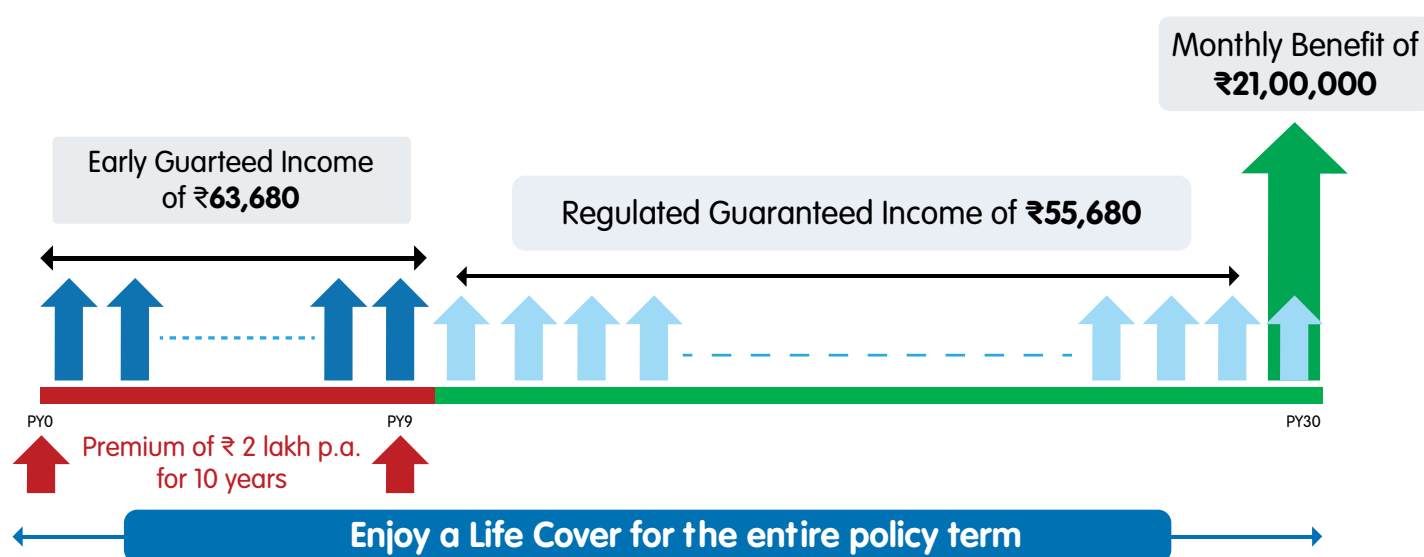 Monthly Benefit of
₹21,00,000
Early Guarteed Income
of ₹63,680
Regulated Guaranteed Income of ₹55,680
PY0
PY9
PY30
Premium of ₹ 2 lakh p.a.
for 10 years
Enjoy a Life Cover for the entire policy term